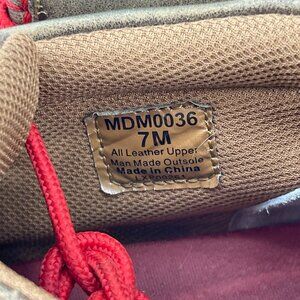 MDM0036
7M
All Leather Upper
Man Made Outsole
Made in China